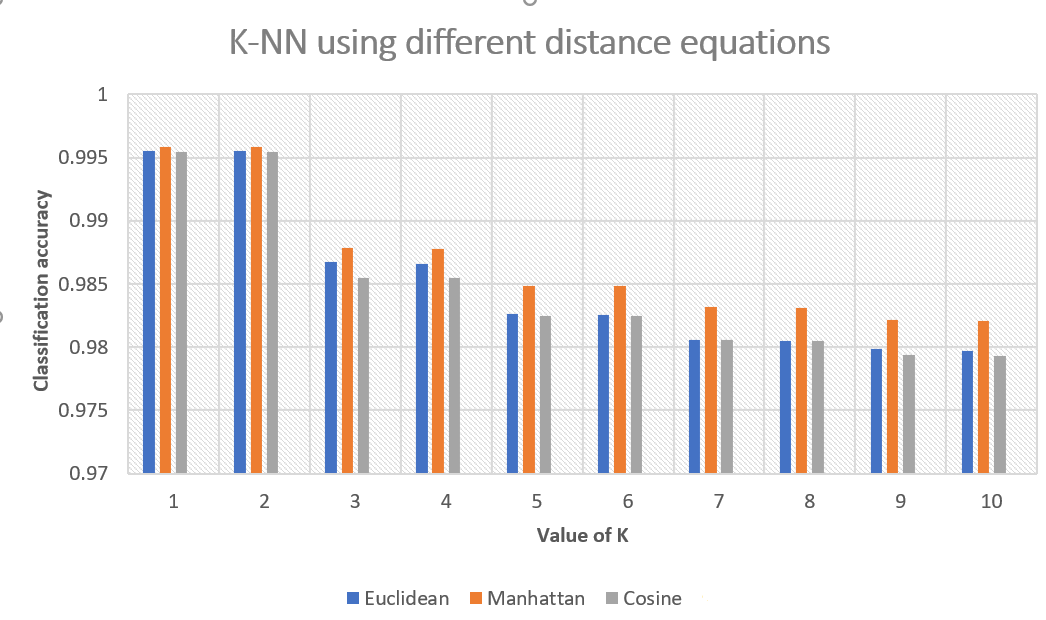 K-NN using different distance equations
1
0.995
0.99
0.985
0.98
0.975
0.97
Classification accuracy
1 2 3 4 5 6 7 8 9 10
Value of K
Euclidean Manhattan Cosine